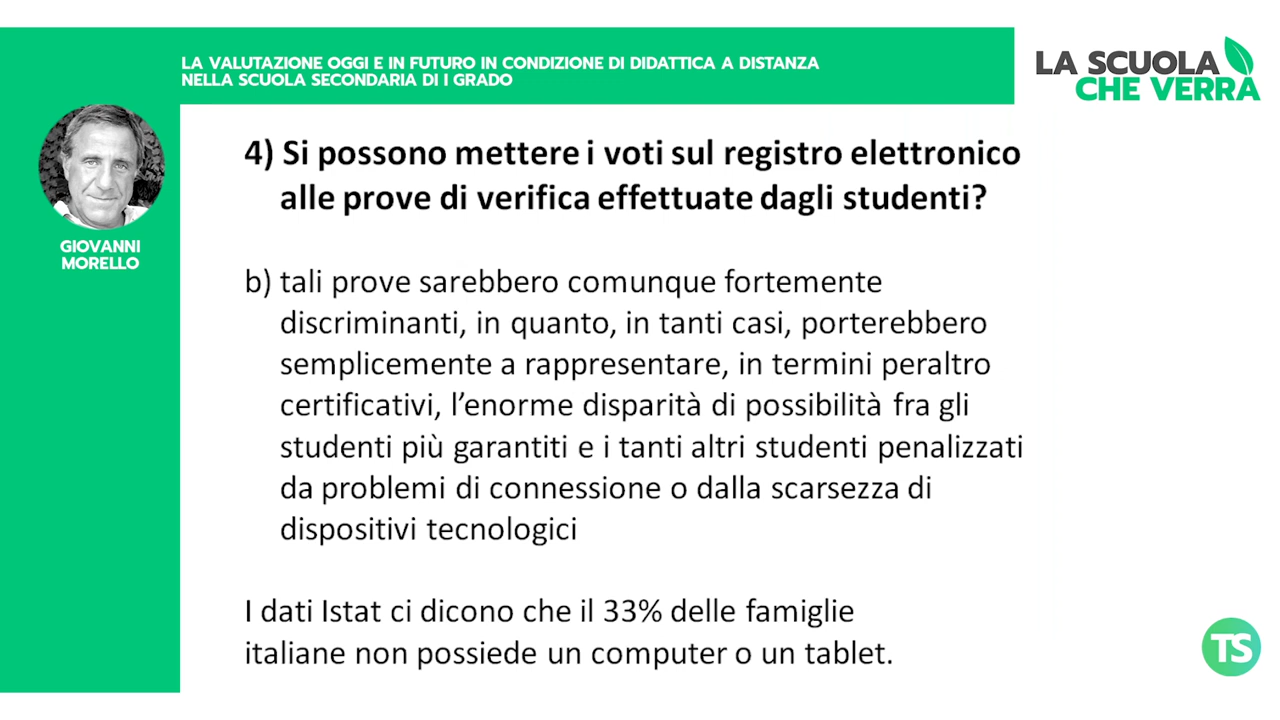 LA VALUTAZIONE OGGI E IN FUTURO IN CONDIZIONE DI DIDATTICA A DISTANZA
NELLA SCUOLA SECONDARIA DI I GRADO
LA SCUOLA
CHE VERRÀ
GIOVANNI
MORELLO
4) Si possono mettere i voti sul registro elettronico
alle prove di verifica effettuate dagli studenti?
b) tali prove sarebbero comunque fortemente
discriminanti, in quanto, in tanti casi, porterebbero
semplicemente a rappresentare, in termini peraltro
certificativi, l’enorme disparità di possibilità fra gli
studenti più garantiti e i tanti altri studenti penalizzati
da problemi di connessione o dalla scarsezza di
dispositivi tecnologici
I dati Istat ci dicono che il 33% delle famiglie
italiane non possiede un computer o un tablet.
TS